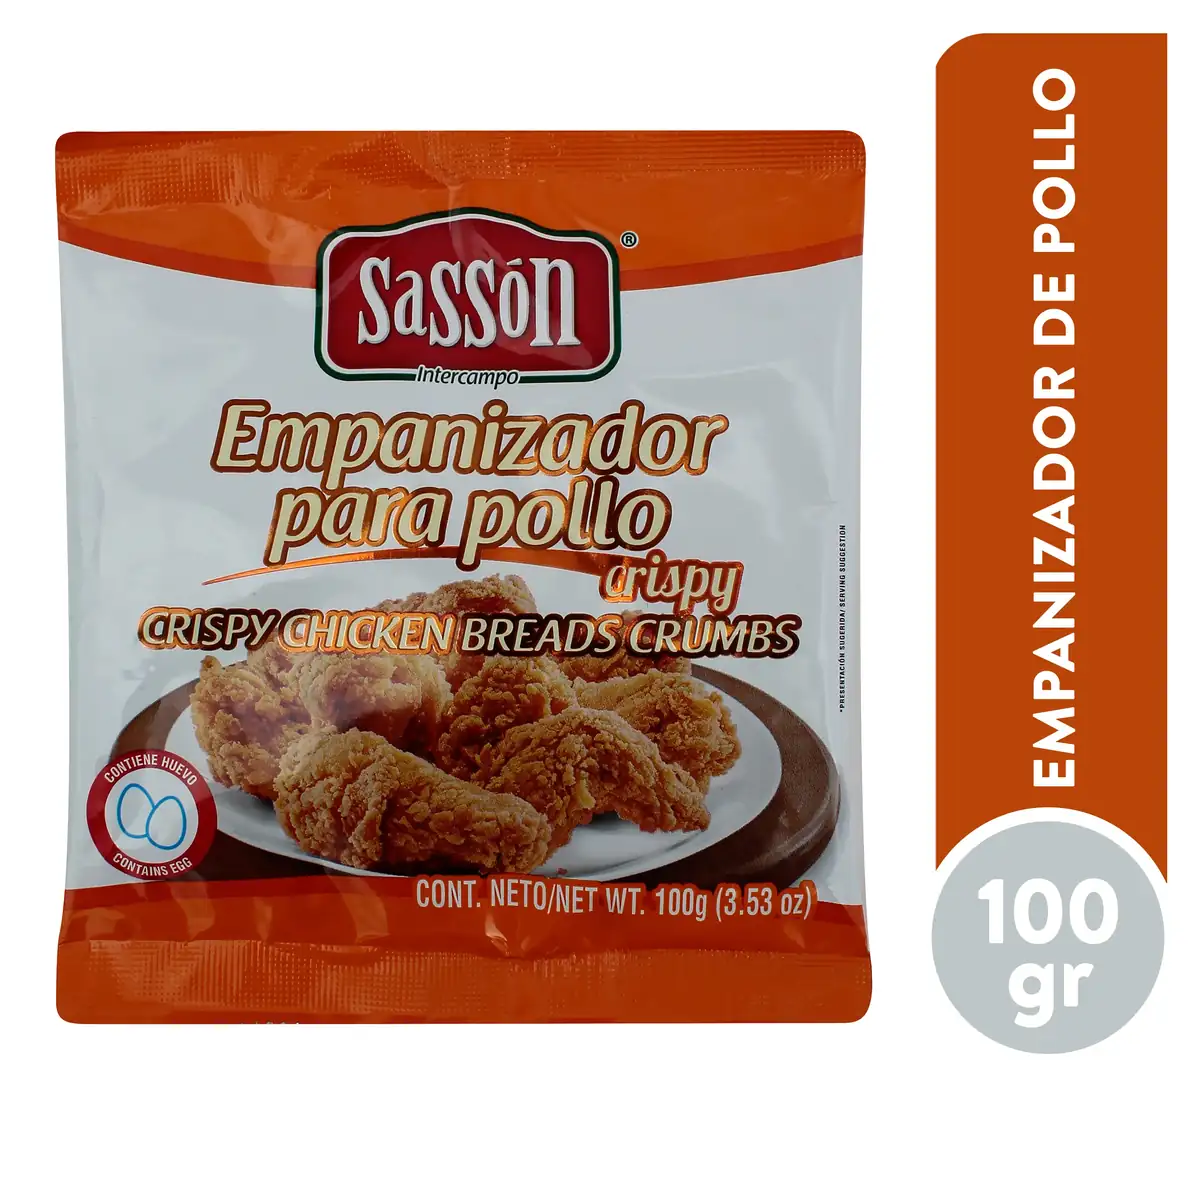 sassón
®
Intercampo
Empanizador
para pollo
crispy
CRISPY CHICKEN BREADS CRUMBS
*PRESENTACIÓN SUGERIDA/ SERVING SUGGESTION
CONTIENE HUEVO
CONTAINS EGG
CONT. NETO/NET WT. 100g (3.53 oz)
EMPANIZADOR DE POLLO
100
gr